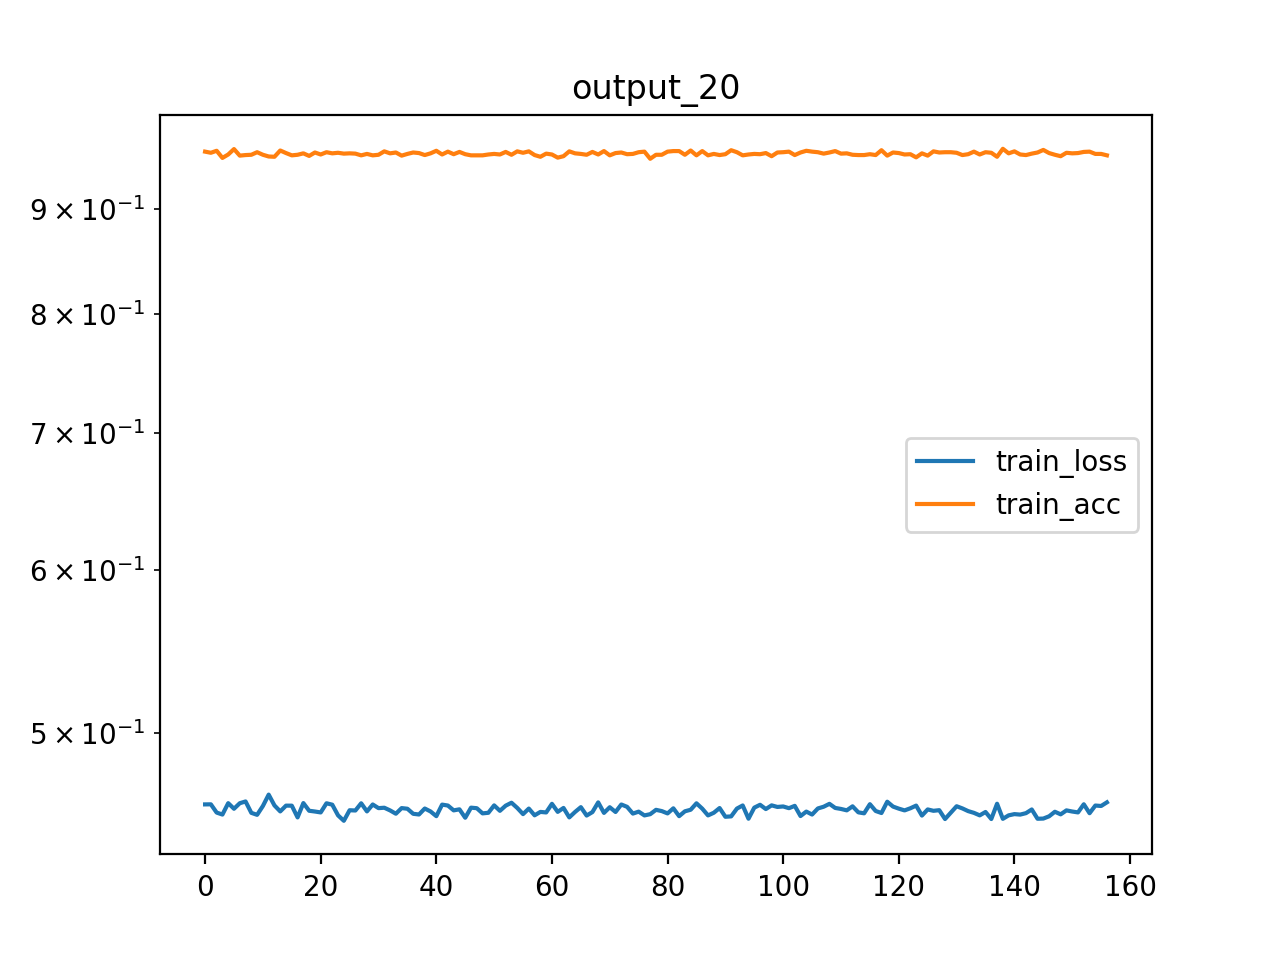 output_20
9 × 10⁻¹
8 × 10⁻¹
7 × 10⁻¹
6 × 10⁻¹
5 × 10⁻¹
train_loss
train_acc
0 20 40 60 80 100 120 140 160